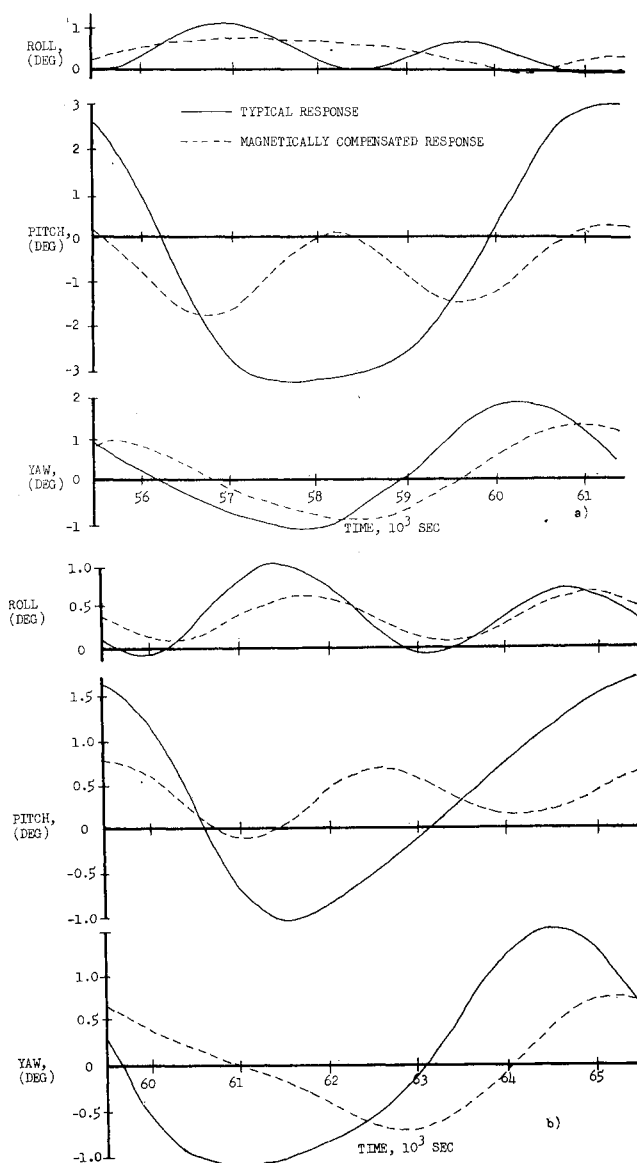 ROLL,
(DEG)
1
0
TYPICAL RESPONSE
MAGNETICALLY COMPENSATED RESPONSE
PITCH,
(DEG)
3
2
1
0
-1
-2
-3
YAW,
(DEG)
2
1
0
-1
56 57 58 59 60 61
TIME, 10³ SEC
a)
ROLL
(DEG)
1.0
0.5
0
PITCH,
(DEG)
1.5
1.0
0.5
0
-0.5
-1.0
YAW,
(DEG)
1.0
0.5
0
-0.5
-1.0
60 61 62 63 64 65
TIME, 10³ SEC
b)